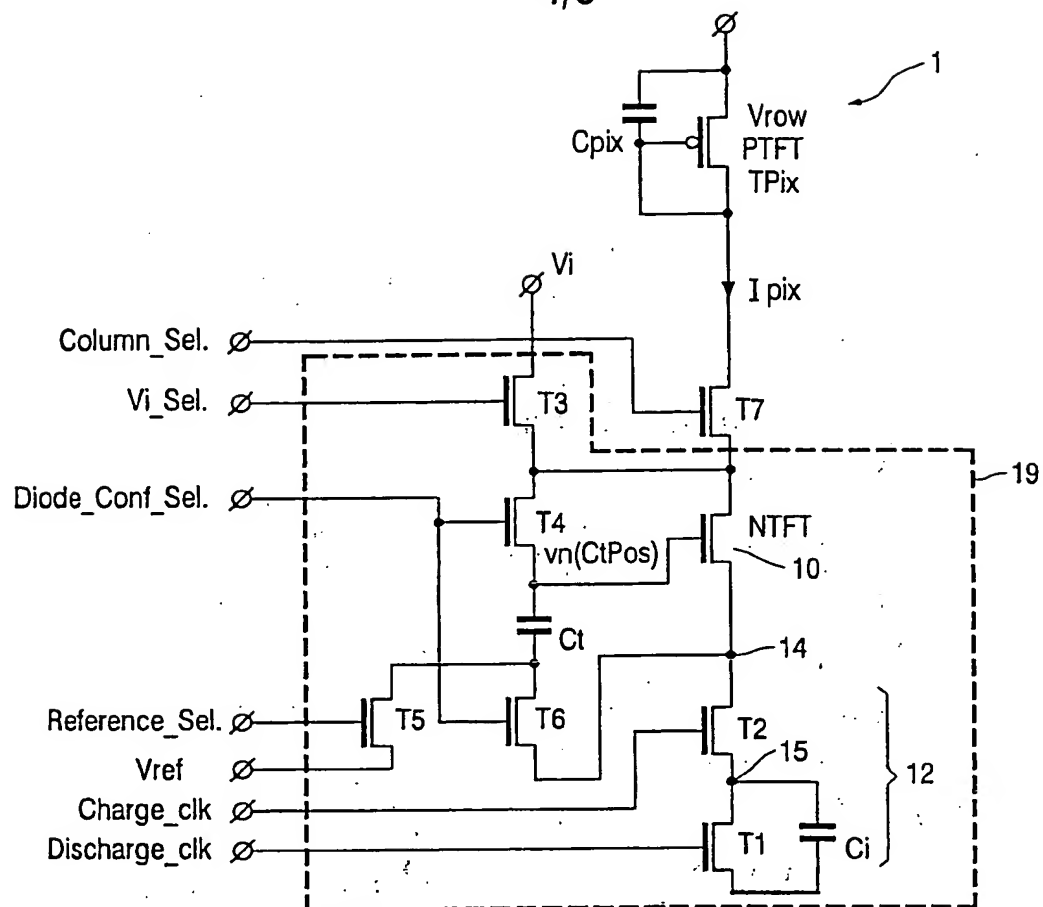 1
Vrow
Cpix
PTFT
TPix
Vi
I pix
Column_Sel.
Vi_Sel.
T3
T7
Diode_Conf_Sel.
T4
NTFT
19
vn(CtPos)
10
Ct
14
Reference_Sel.
T5
T6
T2
Vref
15
12
Charge_clk
Discharge_clk
T1
Ci